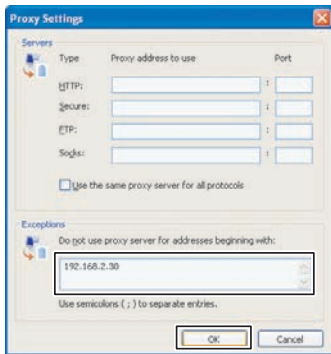 Proxy Settings
Servers
Type Proxy address to use Port
HTTP: :
Secure: :
FTP: :
Socks: :
Use the same proxy server for all protocols
Exceptions
Do not use proxy server for addresses beginning with:
192.168.2.30
Use semicolons ( ; ) to separate entries.
OK Cancel